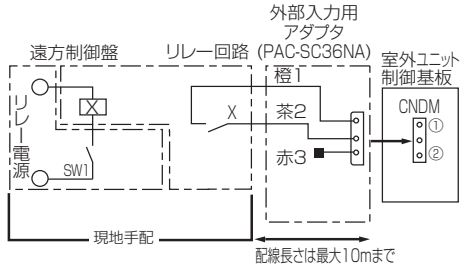 外部入力用
アダプタ
(PAC-SC36NA)
遠方制御盤
リレー回路
室外ユニット
制御基板
リレー電源
X
SW1
X
橙1
茶2
赤3
CNDM
①
②
現地手配
配線長さは最大10mまで